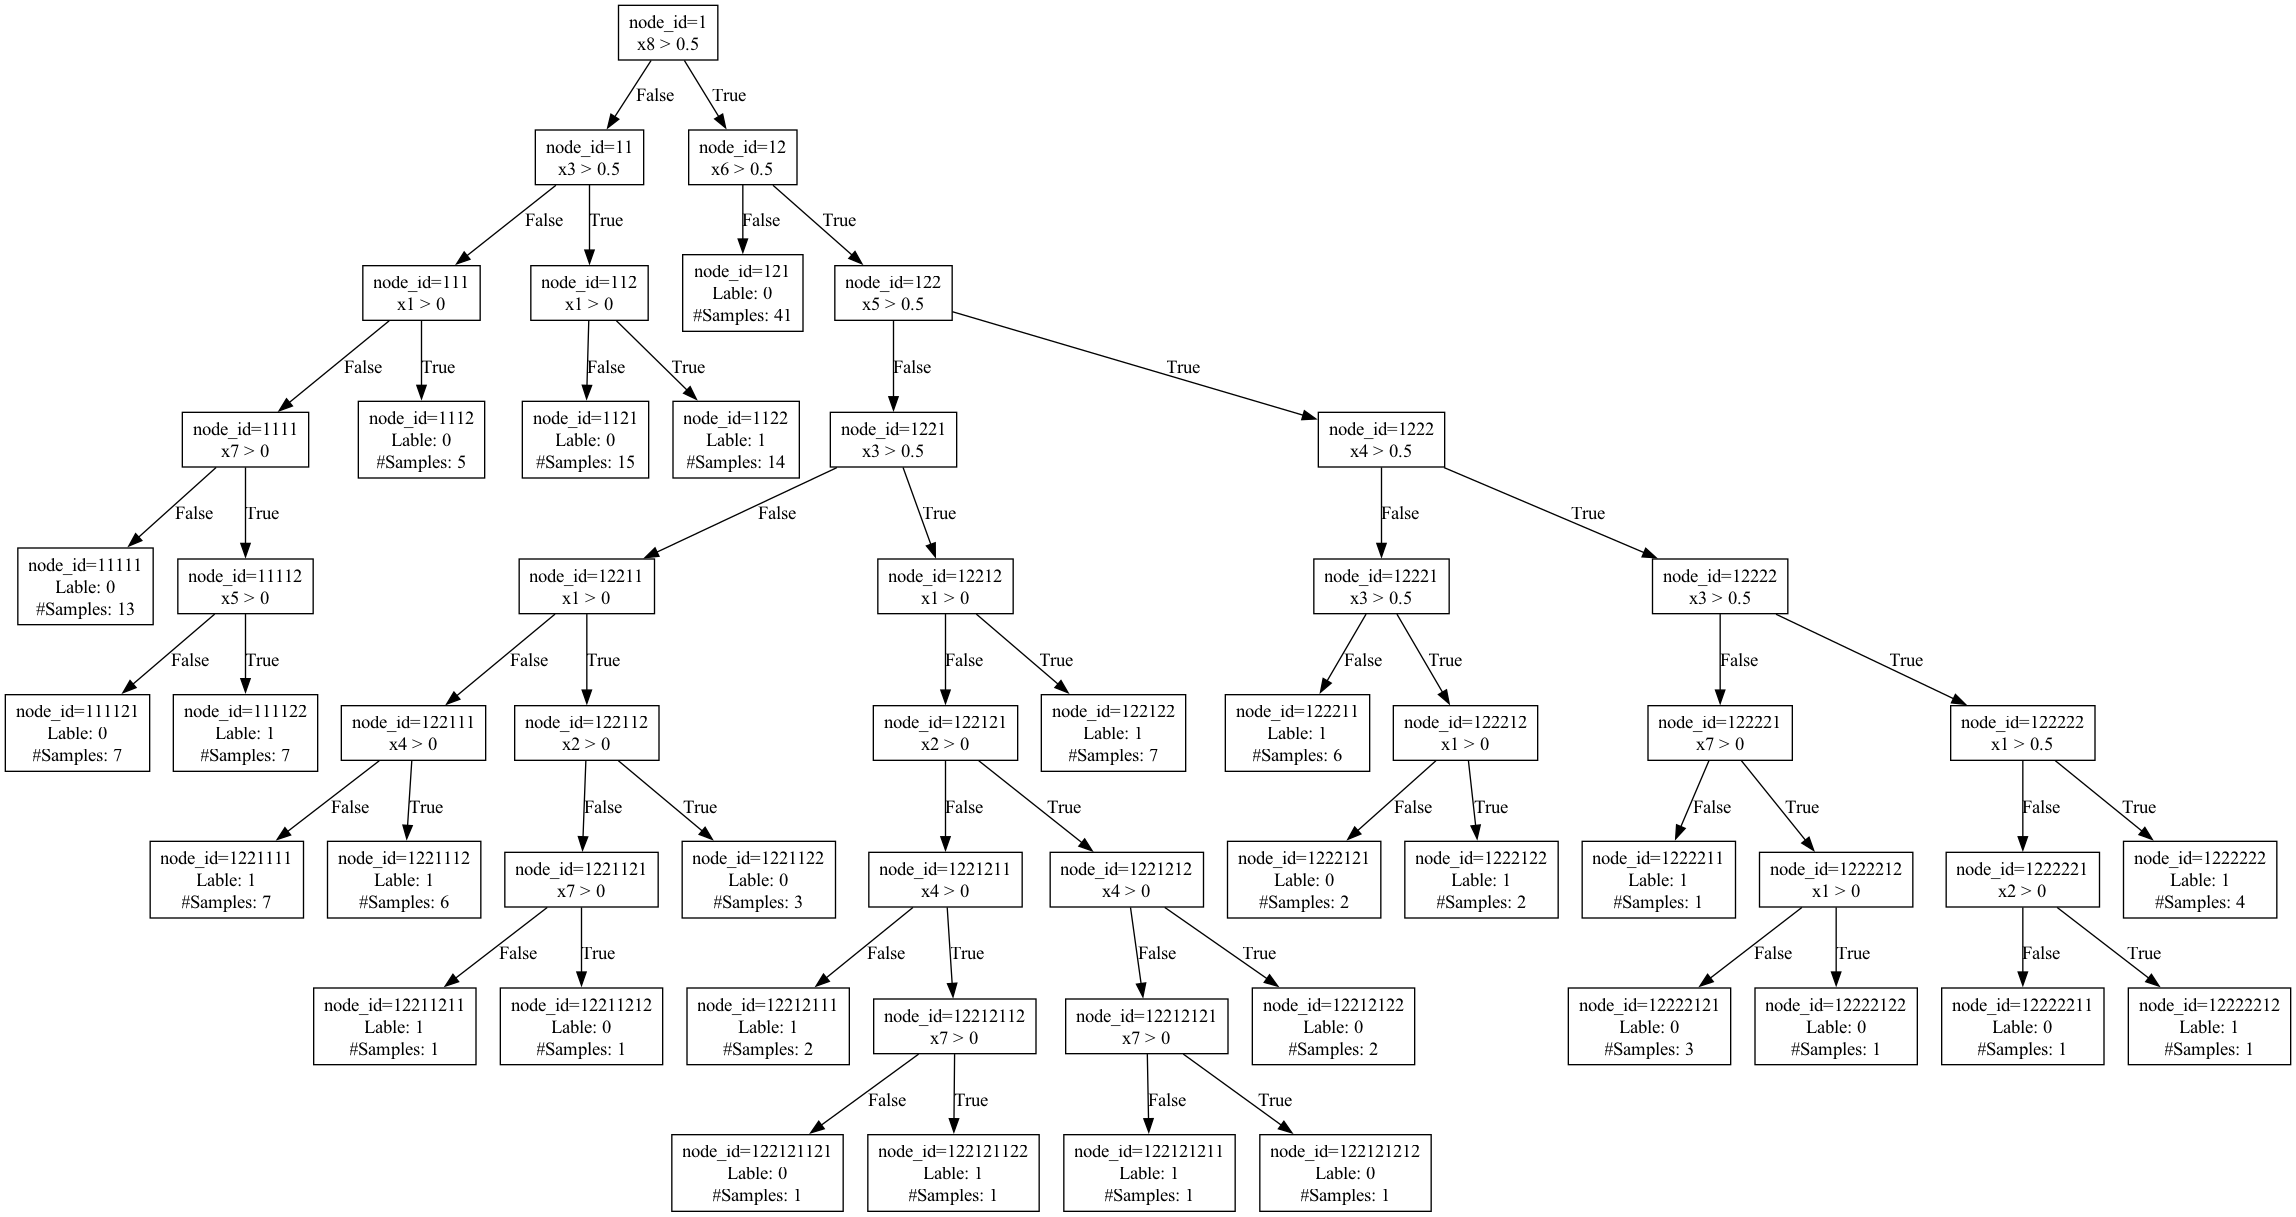 node_id=1
x8 > 0.5
False
True
node_id=11
x3 > 0.5
node_id=12
x6 > 0.5
False
True
False
True
node_id=111
x1 > 0
node_id=112
x1 > 0
node_id=121
Lable: 0
#Samples: 41
node_id=122
x5 > 0.5
False
True
False
True
False
True
node_id=1111
x7 > 0
node_id=1112
Lable: 0
#Samples: 5
node_id=1121
Lable: 0
#Samples: 15
node_id=1122
Lable: 1
#Samples: 14
node_id=1221
x3 > 0.5
node_id=1222
x4 > 0.5
False
True
False
True
False
True
node_id=11111
Lable: 0
#Samples: 13
node_id=11112
x5 > 0
node_id=12211
x1 > 0
node_id=12212
x1 > 0
node_id=12221
x3 > 0.5
node_id=12222
x3 > 0.5
False
True
False
True
False
True
False
True
False
True
node_id=111121
Lable: 0
#Samples: 7
node_id=111122
Lable: 1
#Samples: 7
node_id=122111
x4 > 0
node_id=122112
x2 > 0
node_id=122121
x2 > 0
node_id=122122
Lable: 1
#Samples: 7
node_id=122211
Lable: 1
#Samples: 6
node_id=122212
x1 > 0
node_id=122221
x7 > 0
node_id=122222
x1 > 0.5
False
True
False
True
False
True
False
True
False
True
False
True
node_id=1221111
Lable: 1
#Samples: 7
node_id=1221112
Lable: 1
#Samples: 6
node_id=1221121
x7 > 0
node_id=1221122
Lable: 0
#Samples: 3
node_id=1221211
x4 > 0
node_id=1221212
x4 > 0
node_id=1222121
Lable: 0
#Samples: 2
node_id=1222122
Lable: 1
#Samples: 2
node_id=1222211
Lable: 1
#Samples: 1
node_id=1222212
x1 > 0
node_id=1222221
x2 > 0
node_id=1222222
Lable: 1
#Samples: 4
False
True
False
True
False
True
False
True
False
True
node_id=12211211
Lable: 1
#Samples: 1
node_id=12211212
Lable: 0
#Samples: 1
node_id=12212111
Lable: 1
#Samples: 2
node_id=12212112
x7 > 0
node_id=12212121
x7 > 0
node_id=12212122
Lable: 0
#Samples: 2
node_id=12222121
Lable: 0
#Samples: 3
node_id=12222122
Lable: 0
#Samples: 1
node_id=12222211
Lable: 0
#Samples: 1
node_id=12222212
Lable: 1
#Samples: 1
False
True
False
True
node_id=122121121
Lable: 0
#Samples: 1
node_id=122121122
Lable: 1
#Samples: 1
node_id=122121211
Lable: 1
#Samples: 1
node_id=122121212
Lable: 0
#Samples: 1